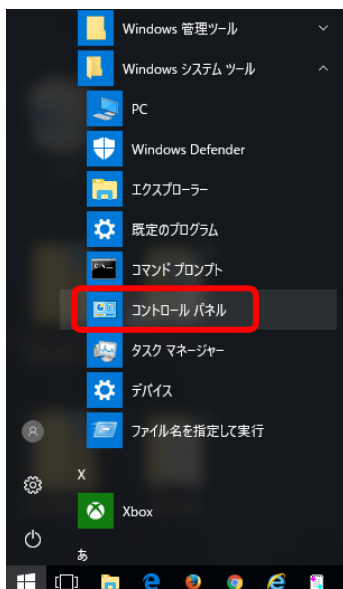 Windows 管理ツール
Windows システム ツール
PC
Windows Defender
エクスプローラー
既定のプログラム
コマンド プロンプト
コントロール パネル
タスク マネージャー
デバイス
ファイル名を指定して実行
X
Xbox
あ